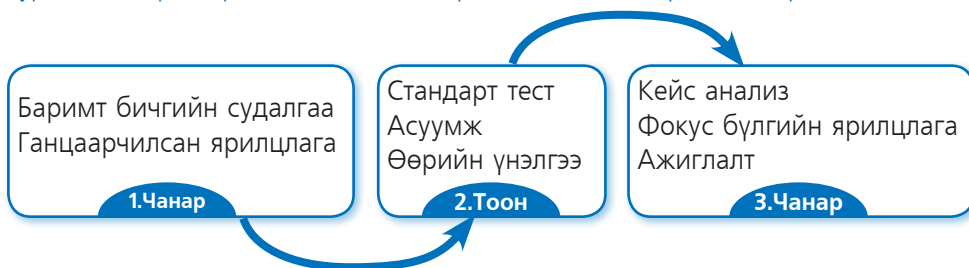 Баримт бичгийн судалгаа
Ганцаарчилсан ярилцлага
1.Чанар
Стандарт тест
Асуумж
Өөрийн үнэлгээ
2.Тоон
Кейс анализ
Фокус бүлгийн ярилцлага
Ажиглалт
3.Чанар